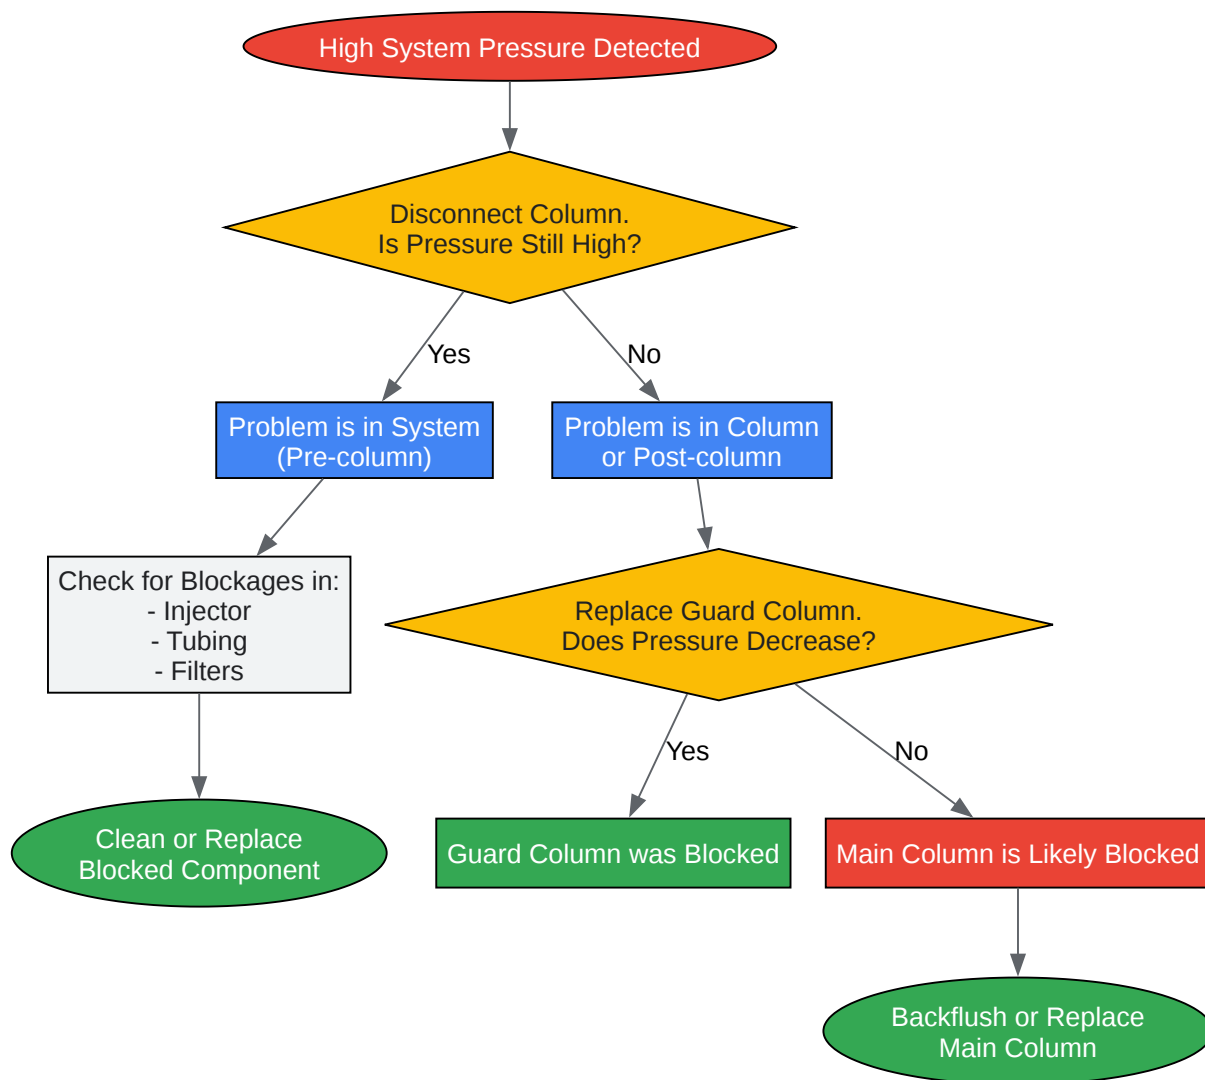 High System Pressure Detected
Disconnect Column.
Is Pressure Still High?
Yes
No
Problem is in System
(Pre-column)
Problem is in Column
or Post-column
Check for Blockages in:
- Injector
- Tubing
- Filters
Replace Guard Column.
Does Pressure Decrease?
Yes
No
Clean or Replace
Blocked Component
Guard Column was Blocked
Main Column is Likely Blocked
Backflush or Replace
Main Column